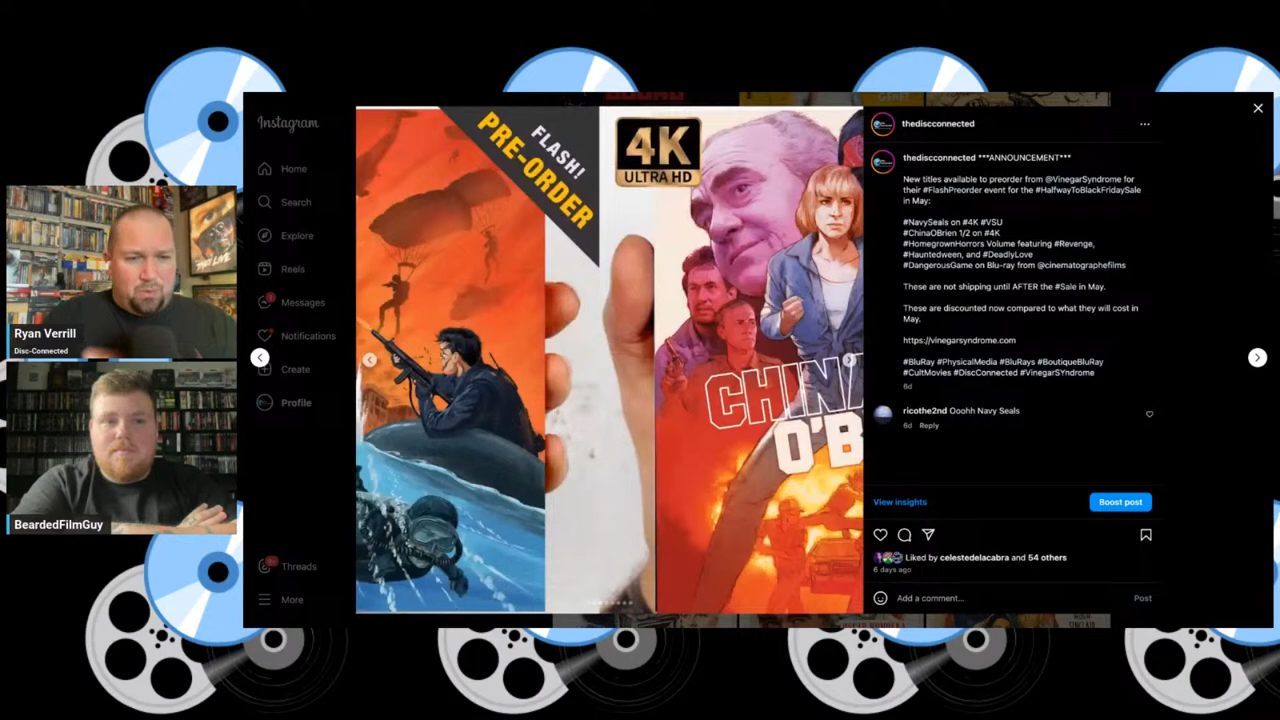 Instagram
Home
Search
Explore
Reels
Messages
Notifications
Create
Profile
Threads
More
Ryan Verrill
Disc-Connected
BeardedFilmGuy
THEY LIVE
FLASH!
PRE-ORDER
4K
ULTRA HD
CHINA
O'B
thediscconnected
thediscconnected ***ANNOUNCEMENT***
New titles available to preorder from @VinegarSyndrome for
their #FlashPreorder event for the #HalfwayToBlackFridaySale
in May:
#NavySeals on #4K #VSU
#ChinaOBrien 1/2 on #4K
#HomegrownHorrors Volume featuring #Revenge,
#Hauntedween, and #DeadlyLove
#DangerousGame on Blu-ray from @cinematographefilms
These are not shipping until AFTER the #Sale in May.
These are discounted now compared to what they will cost in
May.
https://vinegarsyndrome.com
#BluRay #PhysicalMedia #BluRays #BoutiqueBluRay
#CultMovies #DiscConnected #VinegarSYndrome
6d
ricothe2nd Ooohh Navy Seals
6d Reply
View insights
Boost post
Liked by celestedelacabra and 54 others
6 days ago
Add a comment...
Post